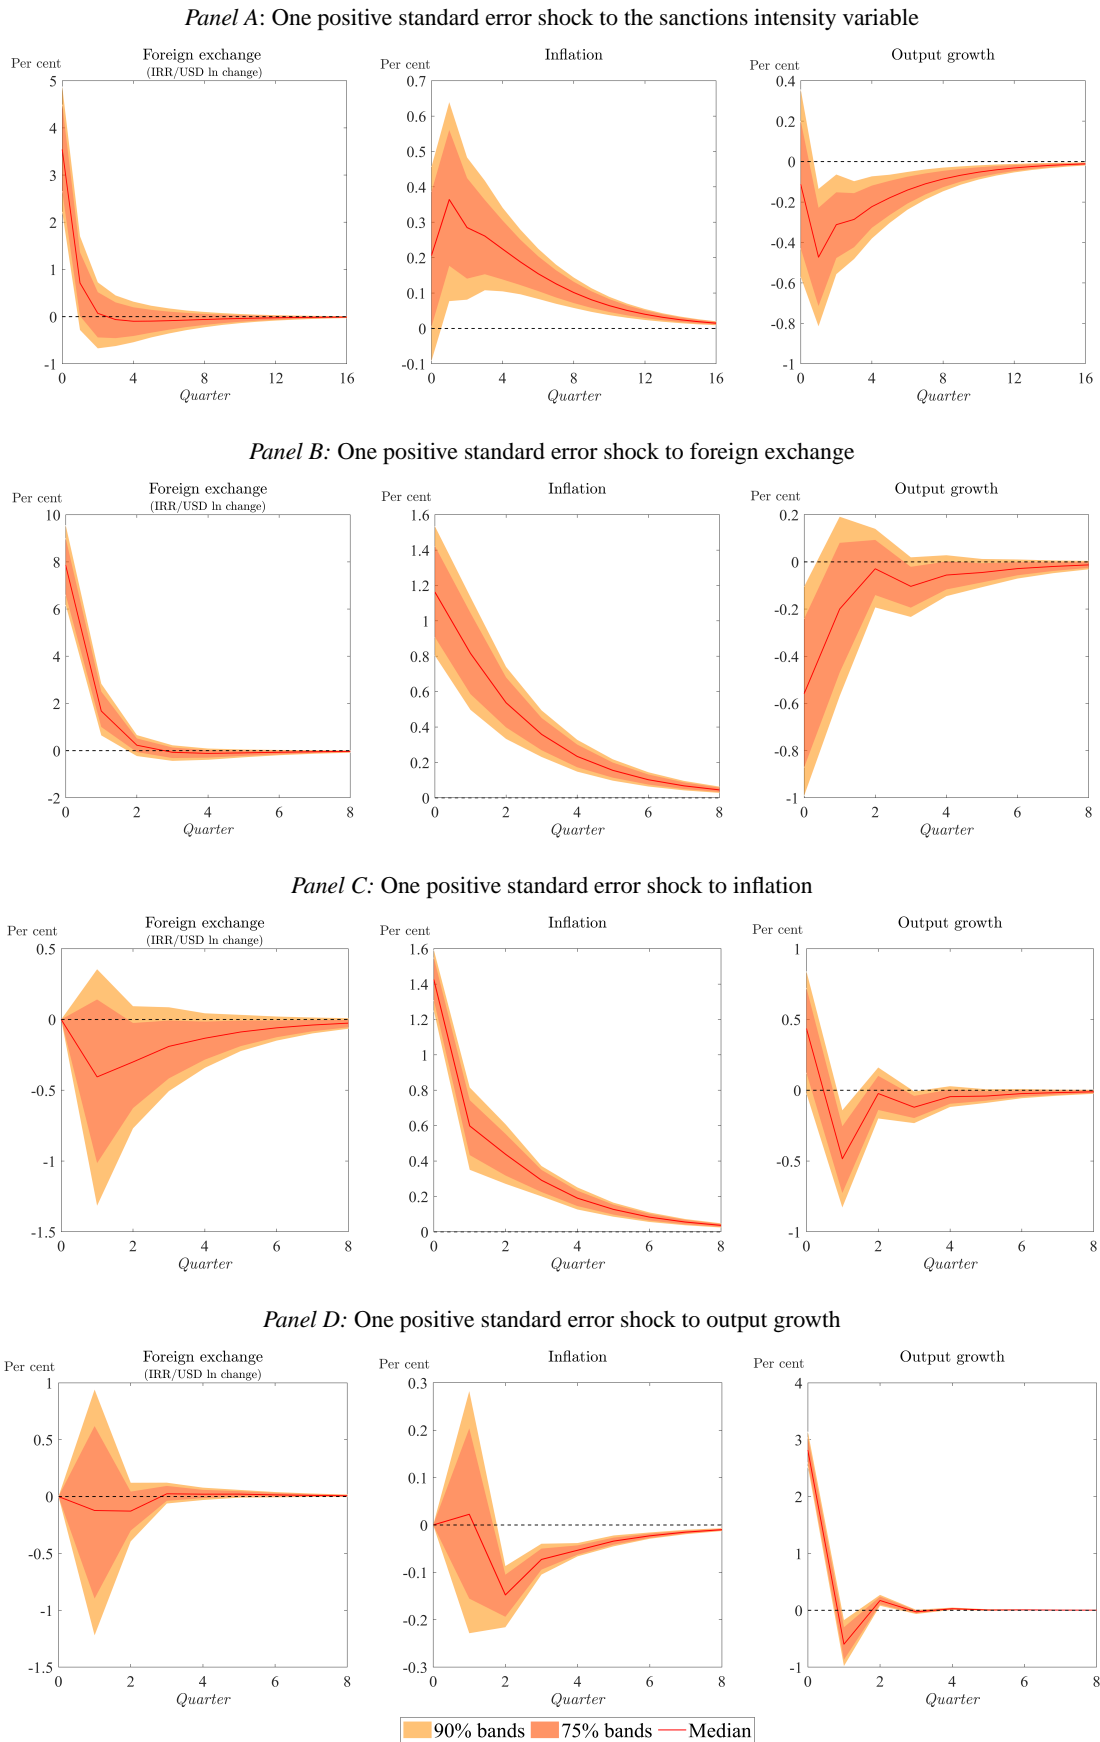 Panel A: One positive standard error shock to the sanctions intensity variable
Foreign exchange
(IRR/USD ln change)
Per cent
5
4
3
2
1
0
-1
0 4 8 12 16
Quarter
Inflation
Per cent
0.7
0.6
0.5
0.4
0.3
0.2
0.1
0
-0.1
0 4 8 12 16
Quarter
Output growth
Per cent
0.4
0.2
0
-0.2
-0.4
-0.6
-0.8
-1
0 4 8 12 16
Quarter
Panel B: One positive standard error shock to foreign exchange
Foreign exchange
(IRR/USD ln change)
Per cent
10
8
6
4
2
0
-2
0 2 4 6 8
Quarter
Inflation
Per cent
1.6
1.4
1.2
1
0.8
0.6
0.4
0.2
0
0 2 4 6 8
Quarter
Output growth
Per cent
0.2
0
-0.2
-0.4
-0.6
-0.8
-1
0 2 4 6 8
Quarter
Panel C: One positive standard error shock to inflation
Foreign exchange
(IRR/USD ln change)
Per cent
0.5
0
-0.5
-1
-1.5
0 2 4 6 8
Quarter
Inflation
Per cent
1.6
1.4
1.2
1
0.8
0.6
0.4
0.2
0
0 2 4 6 8
Quarter
Output growth
Per cent
1
0.5
0
-0.5
-1
0 2 4 6 8
Quarter
Panel D: One positive standard error shock to output growth
Foreign exchange
(IRR/USD ln change)
Per cent
1
0.5
0
-0.5
-1
-1.5
0 2 4 6 8
Quarter
Inflation
Per cent
0.3
0.2
0.1
0
-0.1
-0.2
-0.3
0 2 4 6 8
Quarter
Output growth
Per cent
4
3
2
1
0
-1
0 2 4 6 8
Quarter
90% bands 75% bands Median